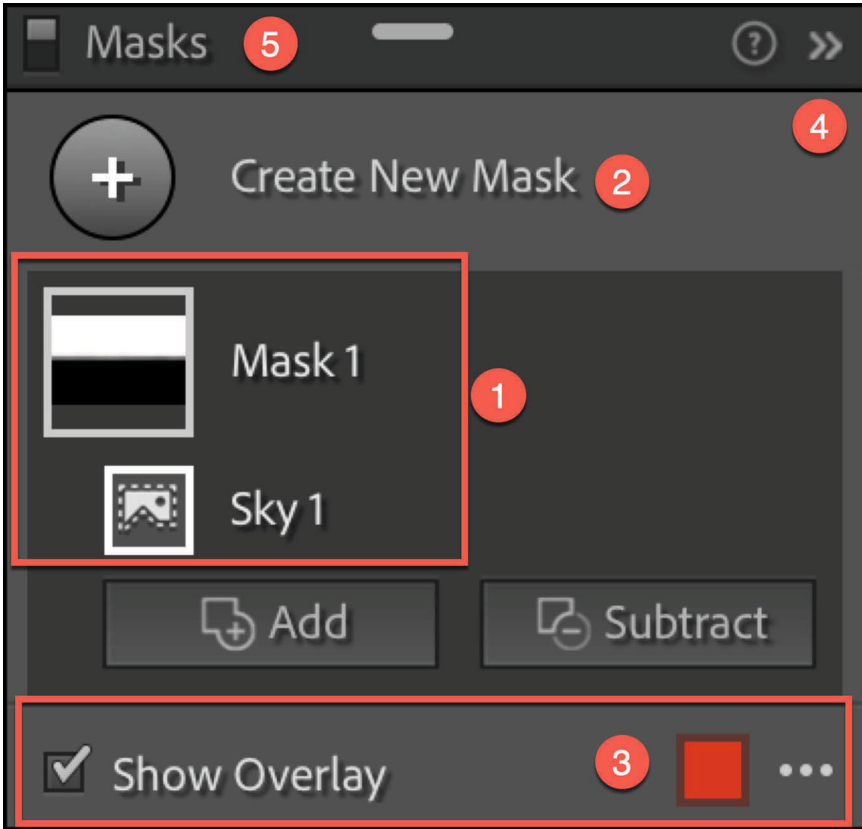 Masks 5 ?
4
Create New Mask 2
Mask 1
1
Sky 1
Add Subtract
Show Overlay 3